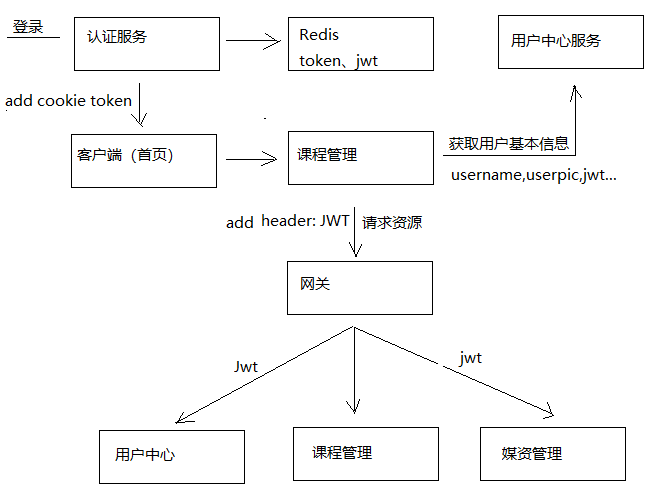 登录
认证服务
Redis
token、jwt
用户中心服务
add cookie token
客户端（首页）
课程管理
获取用户基本信息
username,userpic,jwt...
add header: JWT 请求资源
网关
Jwt
jwt
用户中心
课程管理
媒资管理